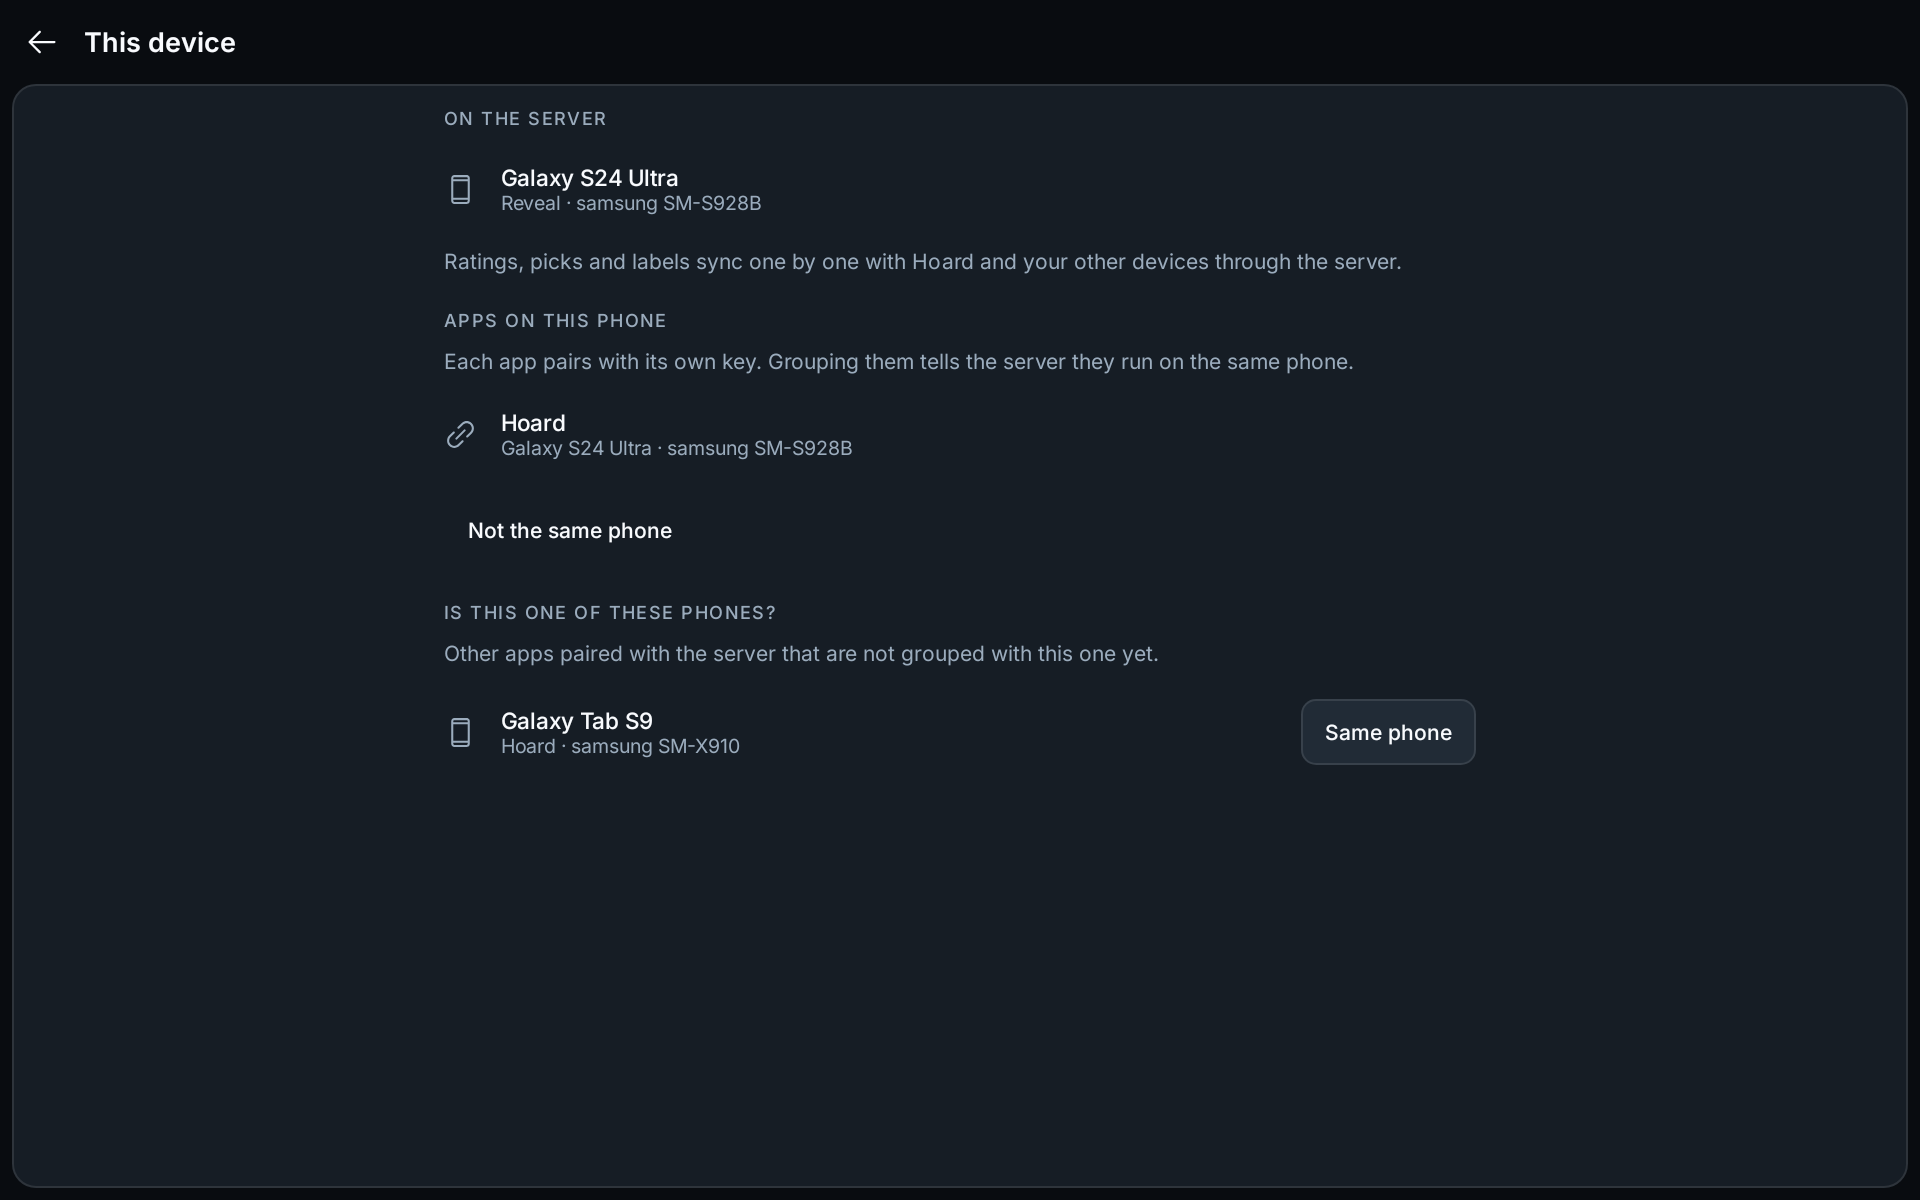 This device
ON THE SERVER
Galaxy S24 Ultra
Reveal · samsung SM-S928B
Ratings, picks and labels sync one by one with Hoard and your other devices through the server.
APPS ON THIS PHONE
Each app pairs with its own key. Grouping them tells the server they run on the same phone.
Hoard
Galaxy S24 Ultra · samsung SM-S928B
Not the same phone
IS THIS ONE OF THESE PHONES?
Other apps paired with the server that are not grouped with this one yet.
Galaxy Tab S9
Hoard · samsung SM-X910
Same phone